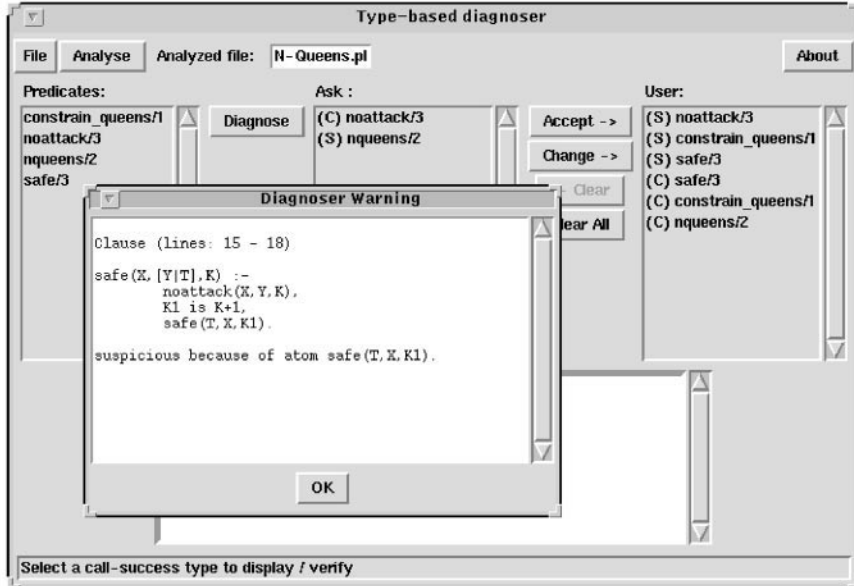 Type-based diagnoser
File Analyse Analyzed file: N-Queens.pl About
Predicates: Ask : User:
constrain_queens/1 Diagnose (C) noattack/3 Accept -> (S) noattack/3
noattack/3 (S) nqueens/2 (S) constrain_queens/1
nqueens/2 Change -> (S) safe/3
safe/3 (C) safe/3
Clear (C) constrain_queens/1
lear All (C) nqueens/2
Diagnoser Warning
Clause (lines: 15 - 18)
safe(X,[Y|T],K) :-
noattack(X,Y,K),
K1 is K+1,
safe(T,X,K1).
suspicious because of atom safe(T,X,K1).
OK
Select a call-success type to display / verify